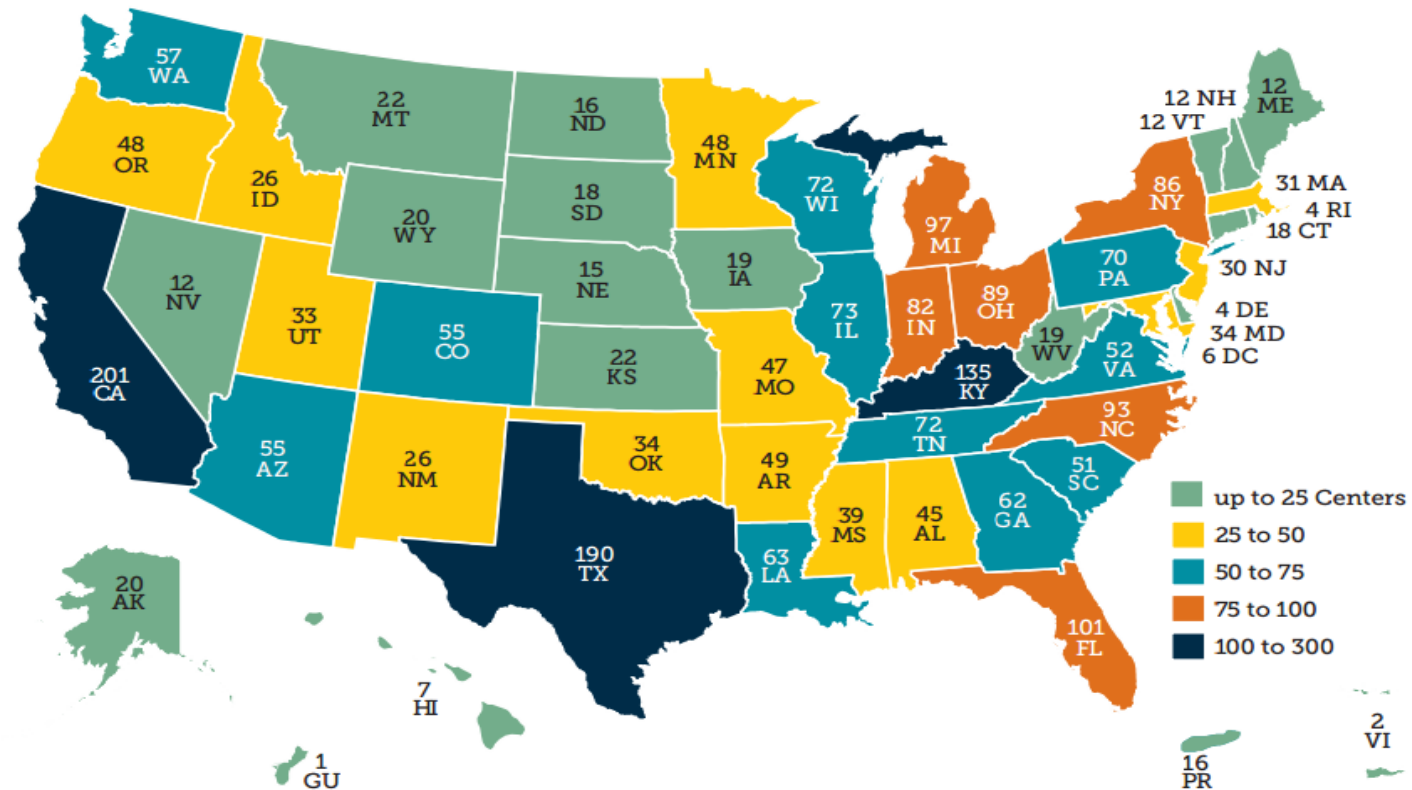 57
WA
48
OR
26
ID
22
MT
16
ND
48
MN
12 NH
12 VT
12
ME
20
WY
18
SD
72
WI
97
MI
86
NY
31 MA
4 RI
18 CT
201
CA
12
NV
33
UT
55
CO
15
NE
19
IA
73
IL
82
IN
89
OH
70
PA
30 NJ
4 DE
34 MD
6 DC
19
WV
52
VA
22
KS
47
MO
135
KY
55
AZ
26
NM
34
OK
49
AR
72
TN
93
NC
51
SC
190
TX
63
LA
39
MS
45
AL
62
GA
101
FL
20
AK
7
HI
1
GU
up to 25 Centers
25 to 50
50 to 75
75 to 100
100 to 300
16
PR
2
VI